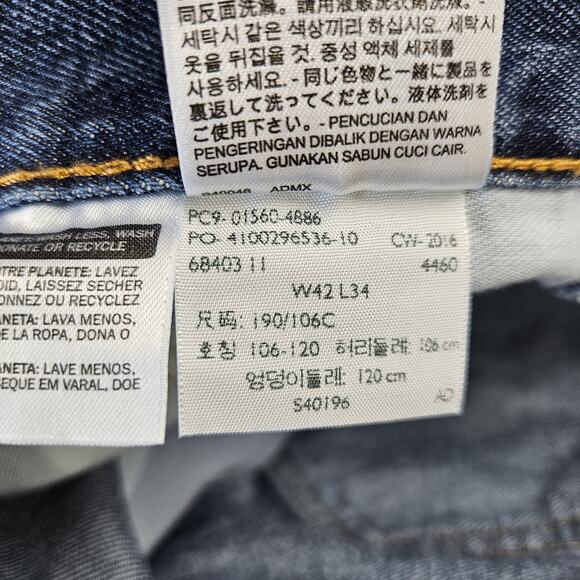 同反面洗滌。請用液態洗衣劑洗滌。-
세탁시 같은 색상끼리 하십시오. 세탁시
옷을 뒤집을 것. 중성 액체 세제를
사용하세요. - 同じ色物と一緒に製品を
裏返して洗ってください。液体洗剤を
ご使用下さい。- PENCUCIAN DAN
PENGERINGAN DIBALIK DENGAN WARNA
SERUPA. GUNAKAN SABUN CUCI CAIR.
ADMX
PC9- 01560-4886
PO- 4100296536-10 CW- 2016
68403 11 4460
W42 L34
尺码: 190/106C
호칭 106-120 허리둘레: 106 cm
엉덩이둘레: 120 cm
S40196 AD
WASH LESS, WASH
DONATE OR RECYCLE
TRE PLANETE: LAVEZ
OID, LAISSEZ SECHER
ONNEZ OU RECYCLEZ
ANETA: LAVA MENOS,
E LA ROPA, DONA O
ANETA: LAVE MENOS,
SEQUE EM VARAL, DOE